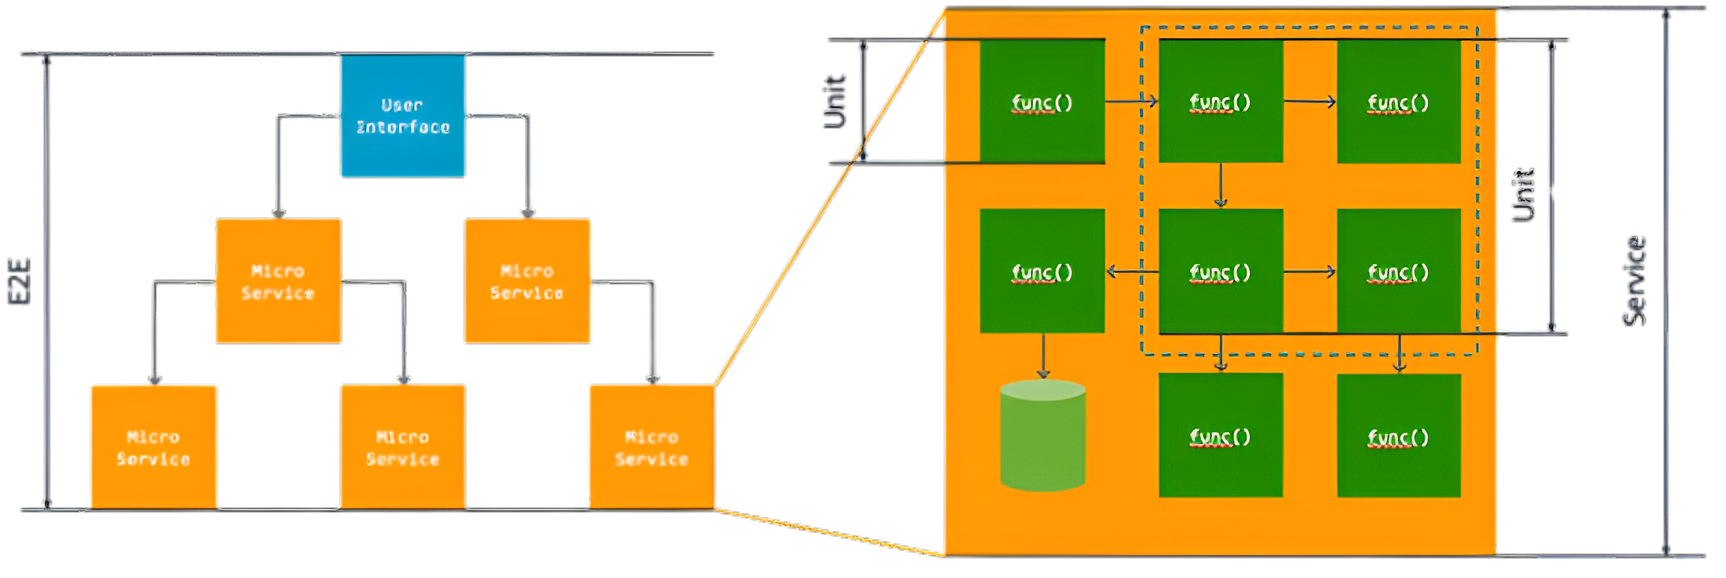 E2E
User
Interface
Micro
Service
Micro
Service
Micro
Service
Micro
Service
Micro
Service
Unit
func()
func()
func()
func()
func()
func()
func()
func()
Unit
Service